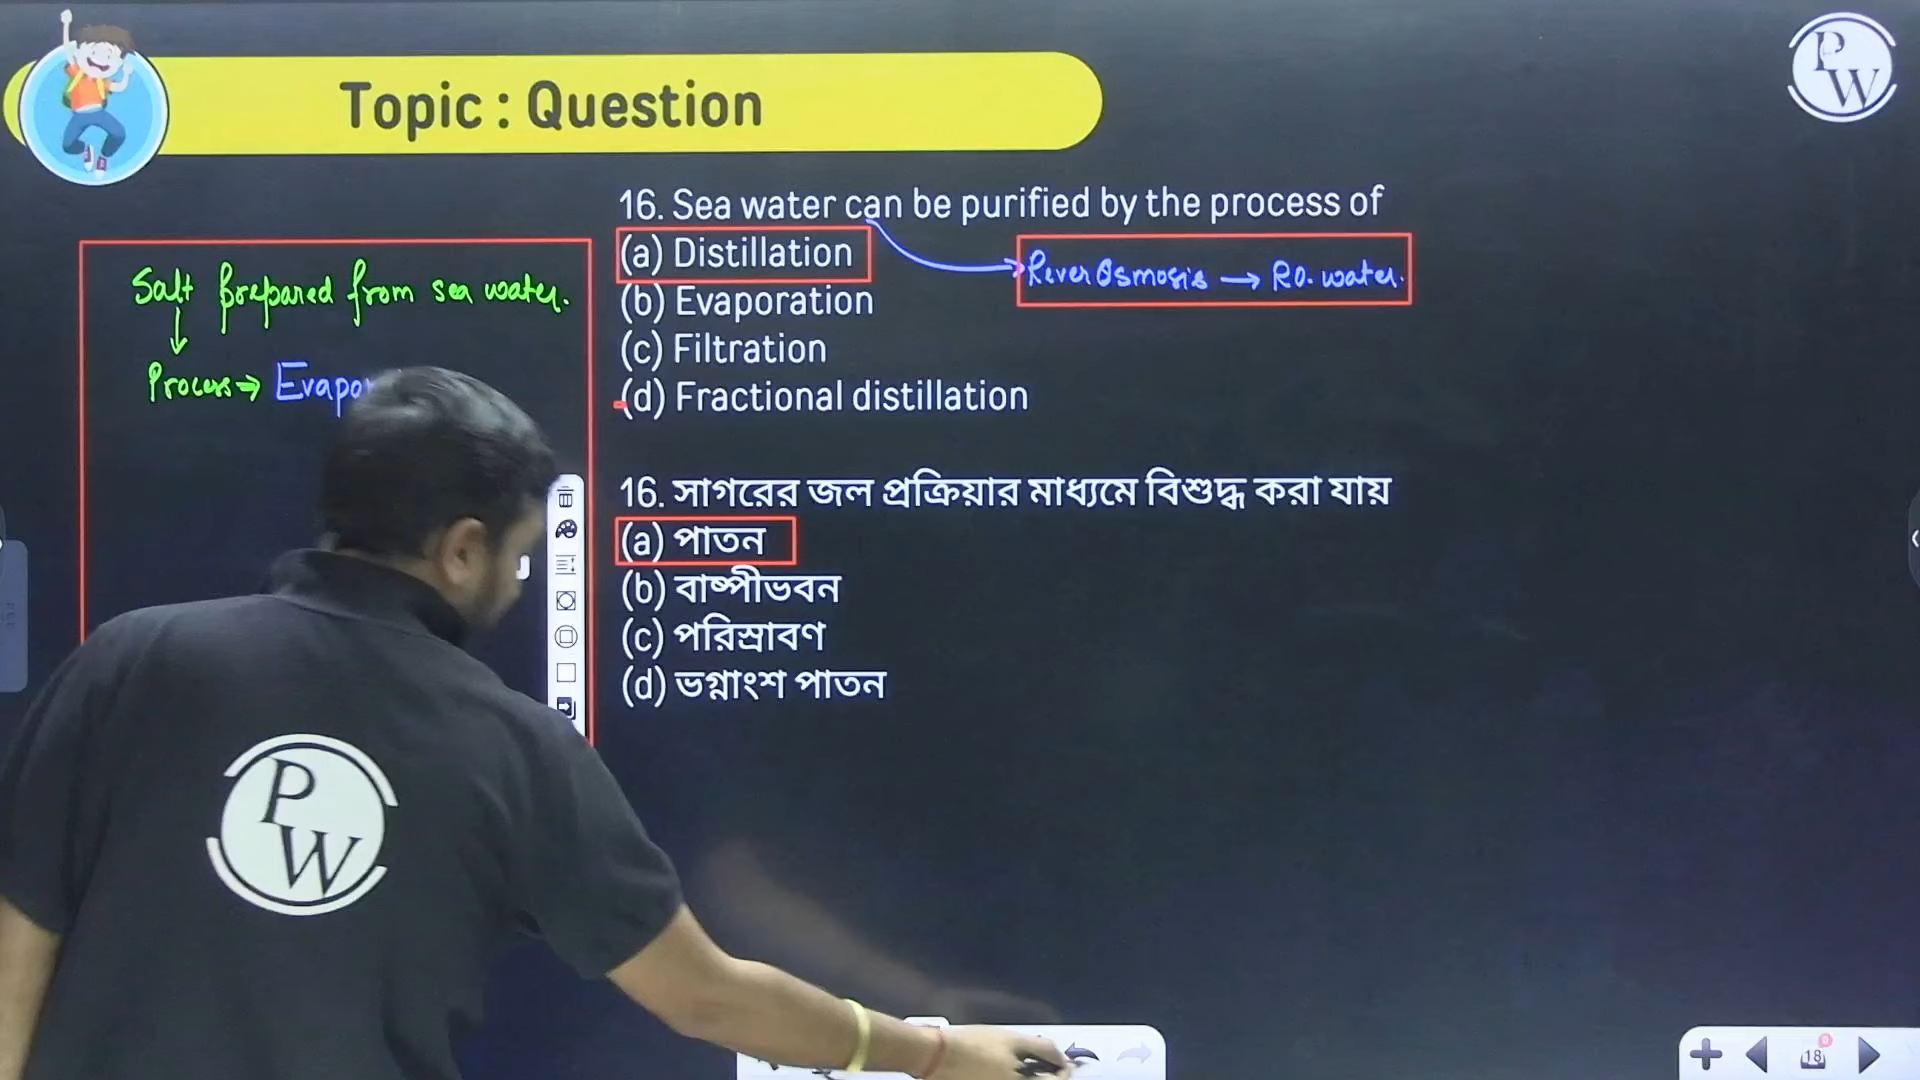 Topic : Question
P
W
16. Sea water can be purified by the process of
(a) Distillation
Rever Osmosis → RO. water.
(b) Evaporation
(c) Filtration
(d) Fractional distillation
Salt prepared from sea water.
↓
Process →
16. সাগরের জল প্রক্রিয়ার মাধ্যমে বিশুদ্ধ করা যায়
(a) পাতন
(b) বাষ্পীভবন
(c) পরিস্রাবণ
(d) ভগ্নাংশ পাতন
P
W
18